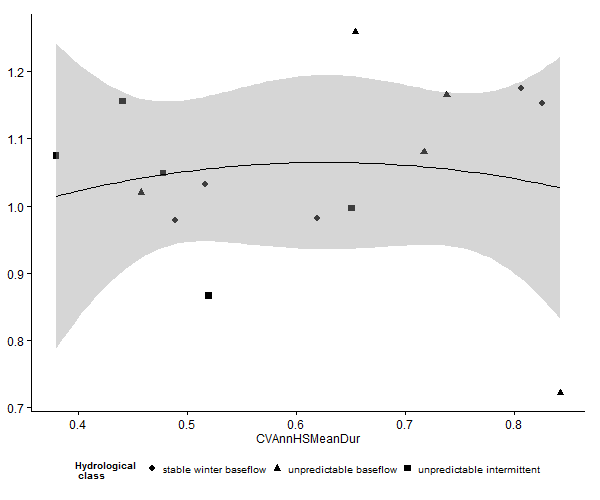 1.2
1.1
1.0
0.9
0.8
0.7
0.4 0.5 0.6 0.7 0.8
CVAnnHSMeanDur
Hydrological
class
stable winter baseflow unpredictable baseflow unpredictable intermittent